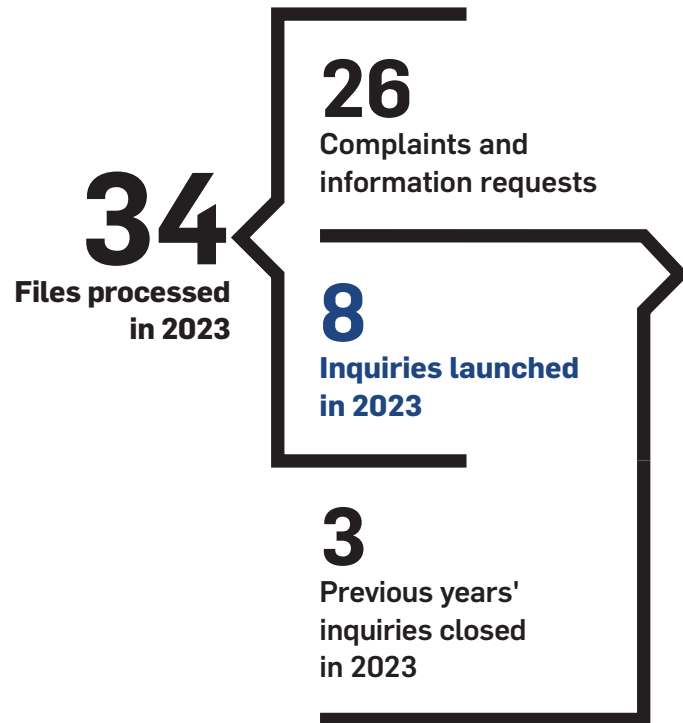 34
Files processed
in 2023
26
Complaints and
information requests
8
Inquiries launched
in 2023
3
Previous years'
inquiries closed
in 2023